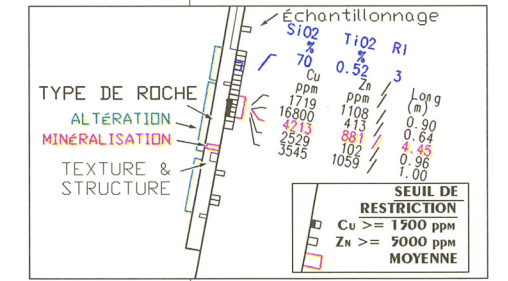 Échantillonnage
SiO2 TiO2 RI
% %
70 0.52 3
Cu Zn / Long
ppm ppm / (m)
1719 1108 / 0.90
16800 413 / 0.64
4213 881 / 4.45
2529 102 / 0.96
3545 1059 / 1.00
TYPE DE ROCHE
ALTÉRATION
MINÉRALISATION
TEXTURE &
STRUCTURE
SEUIL DE
RESTRICTION
Cu >= 1500 PPM
ZN >= 5000 PPM
MOYENNE